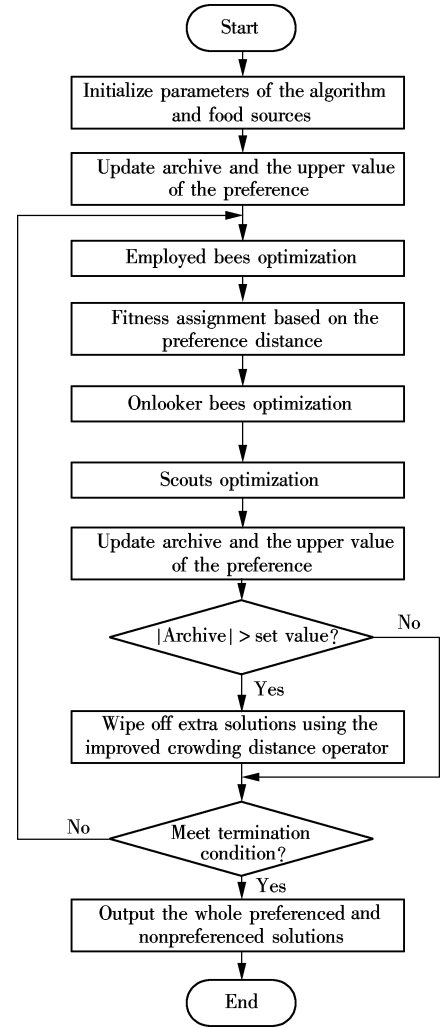 Start
Initialize parameters of the algorithm
and food sources
Update archive and the upper value
of the preference
Employed bees optimization
Fitness assignment based on the
preference distance
Onlooker bees optimization
Scouts optimization
Update archive and the upper value
of the preference
|Archive| > set value?
No
Yes
Wipe off extra solutions using the
improved crowding distance operator
No
Meet termination
condition?
Yes
Output the whole preferenced and
nonpreferenced solutions
End